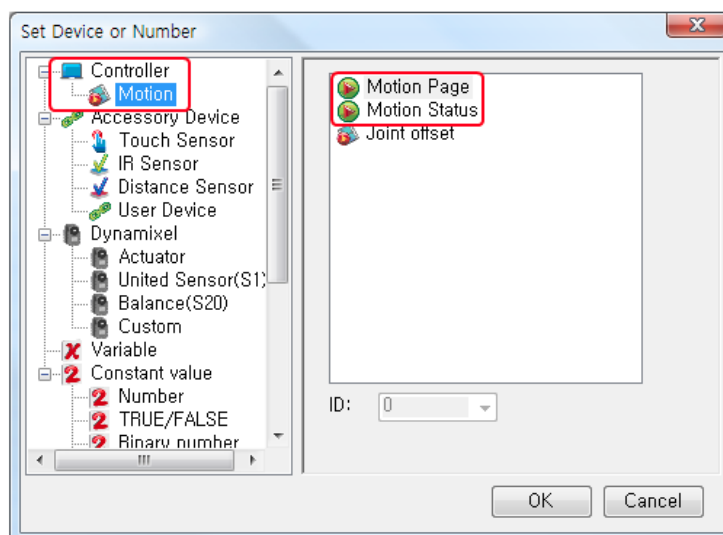 Set Device or Number
Controller
Motion
Accessory Device
Touch Sensor
IR Sensor
Distance Sensor
User Device
Dynamixel
Actuator
United Sensor(S1)
Balance(S20)
Custom
Variable
Constant value
Number
TRUE/FALSE
Binary number
Motion Page
Motion Status
Joint offset
ID:
0
OK
Cancel